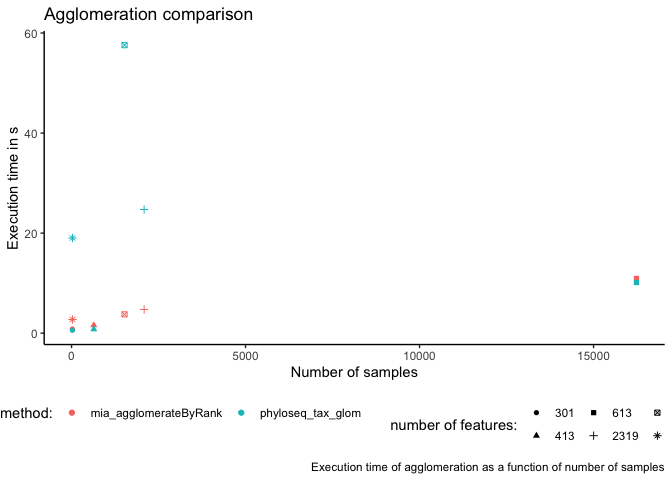 Agglomeration comparison
60
40
20
0
Execution time in s
0 5000 10000 15000
Number of samples
method: mia_agglomerateByRank phyloseq_tax_glom
number of features: 301 613
413 2319
Execution time of agglomeration as a function of number of samples